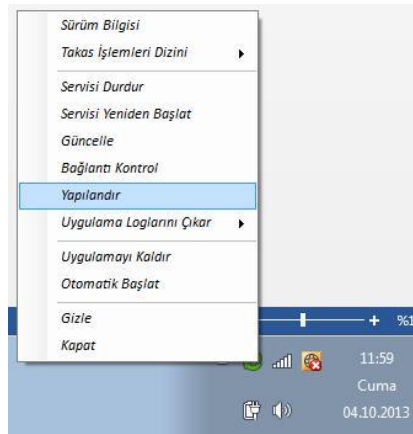 Sürüm Bilgisi
Takas İşlemleri Dizini
Servisi Durdur
Servisi Yeniden Başlat
Güncelle
Bağlantı Kontrol
Yapılandır
Uygulama Loglarını Çıkar
Uygulamayı Kaldır
Otomatik Başlat
Gizle
Kapat
%1
11:59
Cuma
04.10.2013